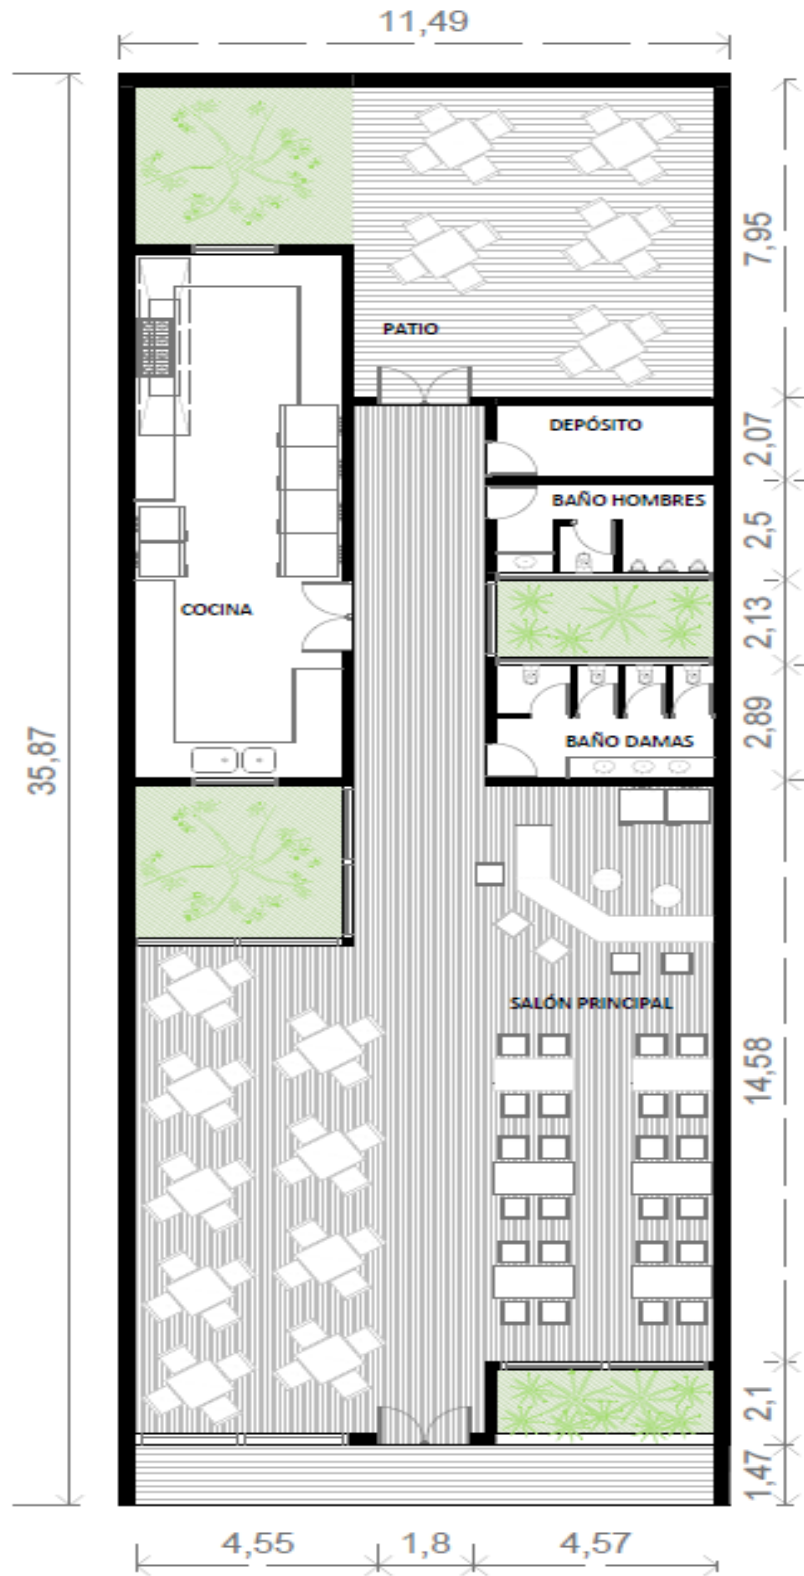 11,49
7,95
PATIO
DEPÓSITO
2,07
BAÑO HOMBRES
2,5
COCINA
2,13
BAÑO DAMAS
2,89
35,87
SALÓN PRINCIPAL
14,58
2,1
1,47
4,55
1,8
4,57